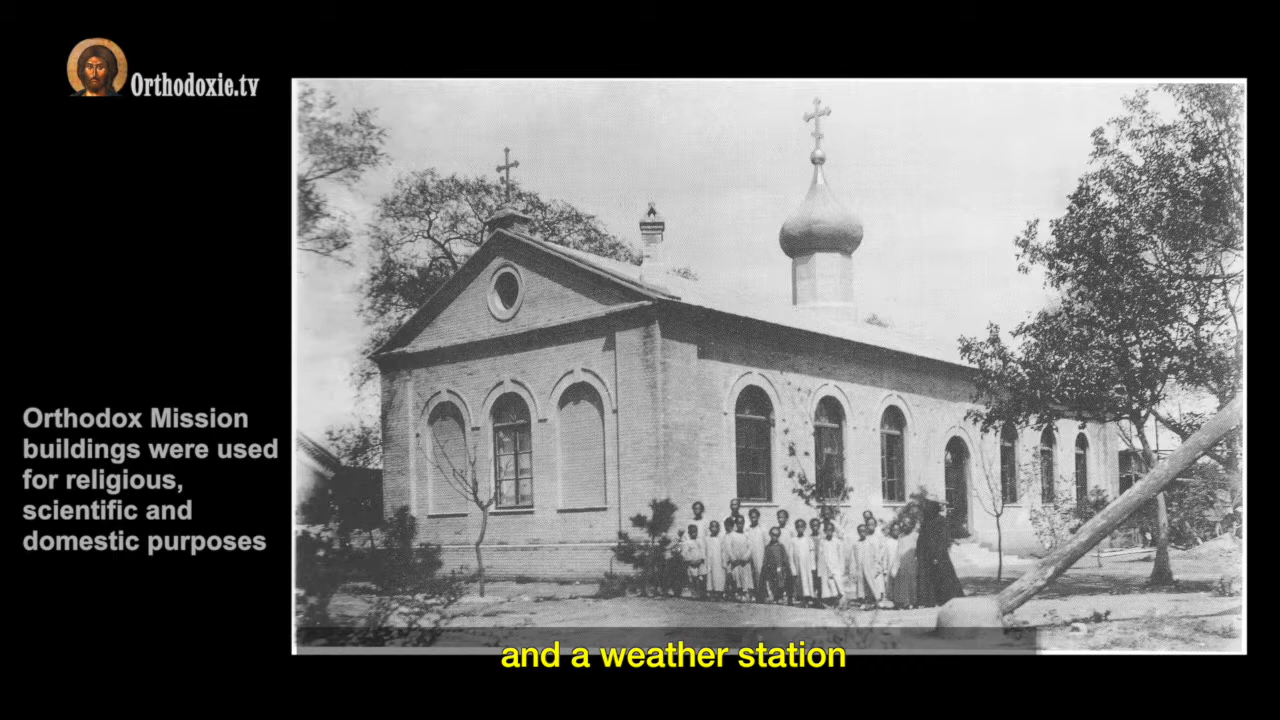 Orthodoxie.tv
Orthodox Mission
buildings were used
for religious,
scientific and
domestic purposes
and a weather station